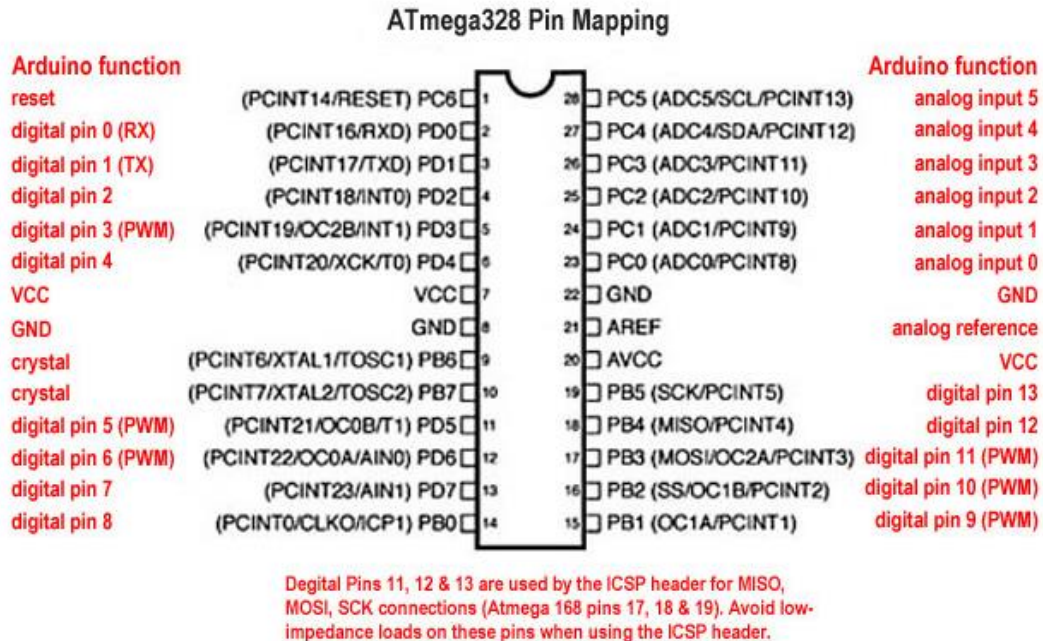 ATmega328 Pin Mapping
Arduino function Arduino function
reset (PCINT14/RESET) PC6 1 28 PC5 (ADC5/SCL/PCINT13) analog input 5
digital pin 0 (RX) (PCINT16/RXD) PD0 2 27 PC4 (ADC4/SDA/PCINT12) analog input 4
digital pin 1 (TX) (PCINT17/TXD) PD1 3 26 PC3 (ADC3/PCINT11) analog input 3
digital pin 2 (PCINT18/INT0) PD2 4 25 PC2 (ADC2/PCINT10) analog input 2
digital pin 3 (PWM) (PCINT19/OC2B/INT1) PD3 5 24 PC1 (ADC1/PCINT9) analog input 1
digital pin 4 (PCINT20/XCK/T0) PD4 6 23 PC0 (ADC0/PCINT8) analog input 0
VCC VCC 7 22 GND GND
GND GND 8 21 AREF analog reference
crystal (PCINT6/XTAL1/TOSC1) PB6 9 20 AVCC VCC
crystal (PCINT7/XTAL2/TOSC2) PB7 10 19 PB5 (SCK/PCINT5) digital pin 13
digital pin 5 (PWM) (PCINT21/OC0B/T1) PD5 11 18 PB4 (MISO/PCINT4) digital pin 12
digital pin 6 (PWM) (PCINT22/OC0A/AIN0) PD6 12 17 PB3 (MOSI/OC2A/PCINT3) digital pin 11 (PWM)
digital pin 7 (PCINT23/AIN1) PD7 13 16 PB2 (SS/OC1B/PCINT2) digital pin 10 (PWM)
digital pin 8 (PCINT0/CLKO/ICP1) PB0 14 15 PB1 (OC1A/PCINT1) digital pin 9 (PWM)
Degital Pins 11, 12 & 13 are used by the ICSP header for MISO,
MOSI, SCK connections (Atmega 168 pins 17, 18 & 19). Avoid low-
impedance loads on these pins when using the ICSP header.